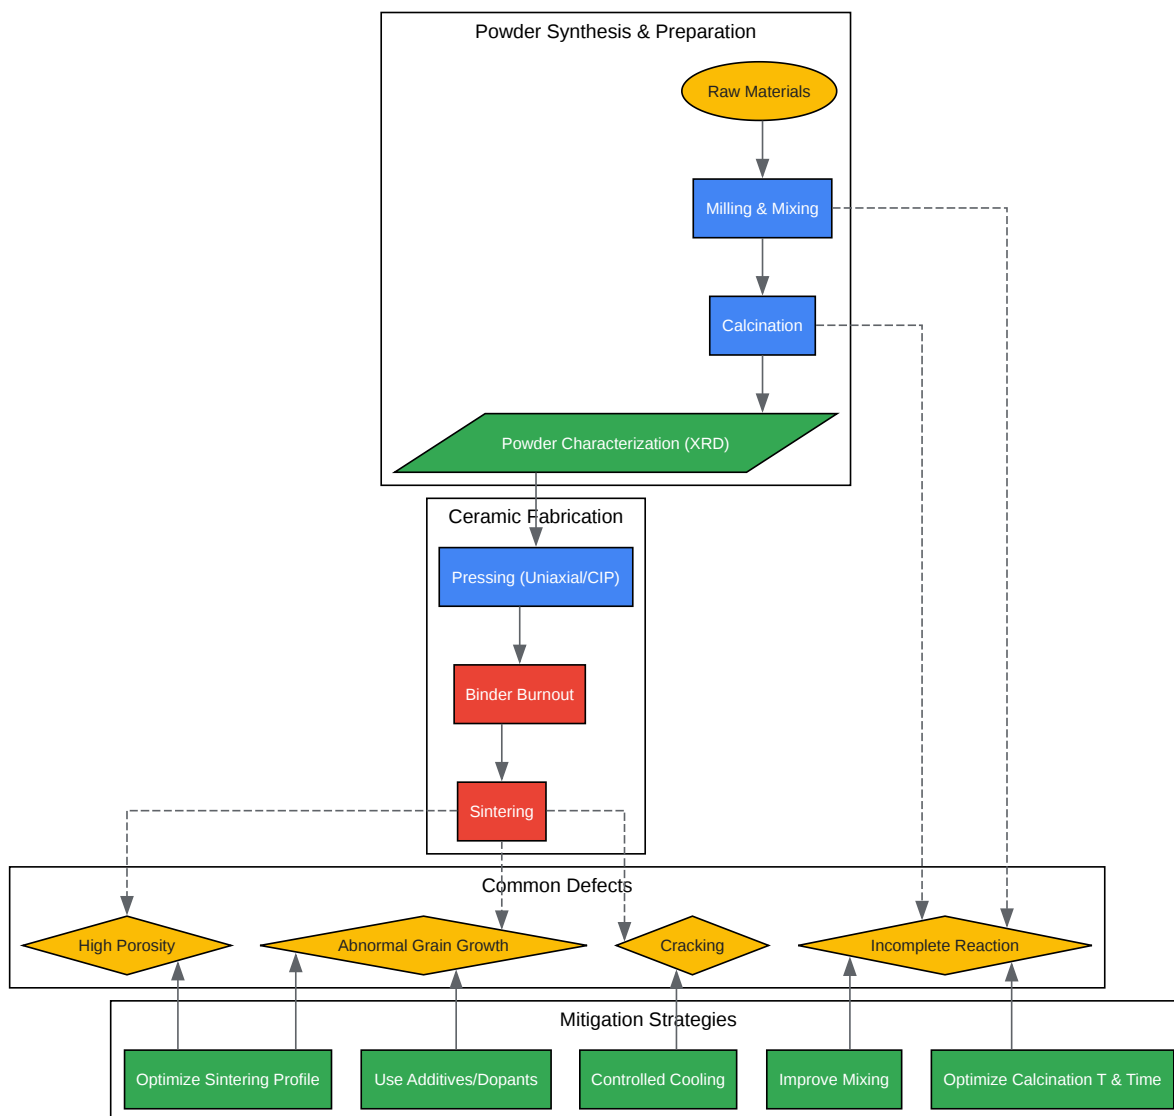 Powder Synthesis & Preparation
Raw Materials
Milling & Mixing
Calcination
Powder Characterization (XRD)
Ceramic Fabrication
Pressing (Uniaxial/CIP)
Binder Burnout
Sintering
Common Defects
High Porosity
Abnormal Grain Growth
Cracking
Incomplete Reaction
Mitigation Strategies
Optimize Sintering Profile
Use Additives/Dopants
Controlled Cooling
Improve Mixing
Optimize Calcination T & Time